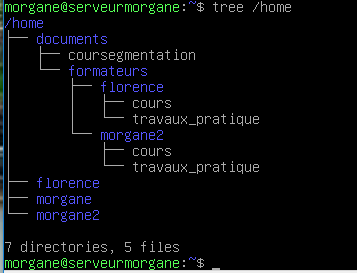 morgane@serveurmorgane:~$ tree /home
/home
├── documents
│   ├── coursegmentation
│   └── formateurs
│       ├── florence
│       │   ├── cours
│       │   └── travaux_pratique
│       └── morgane2
│           ├── cours
│           └── travaux_pratique
├── florence
├── morgane
└── morgane2

7 directories, 5 files
morgane@serveurmorgane:~$ _